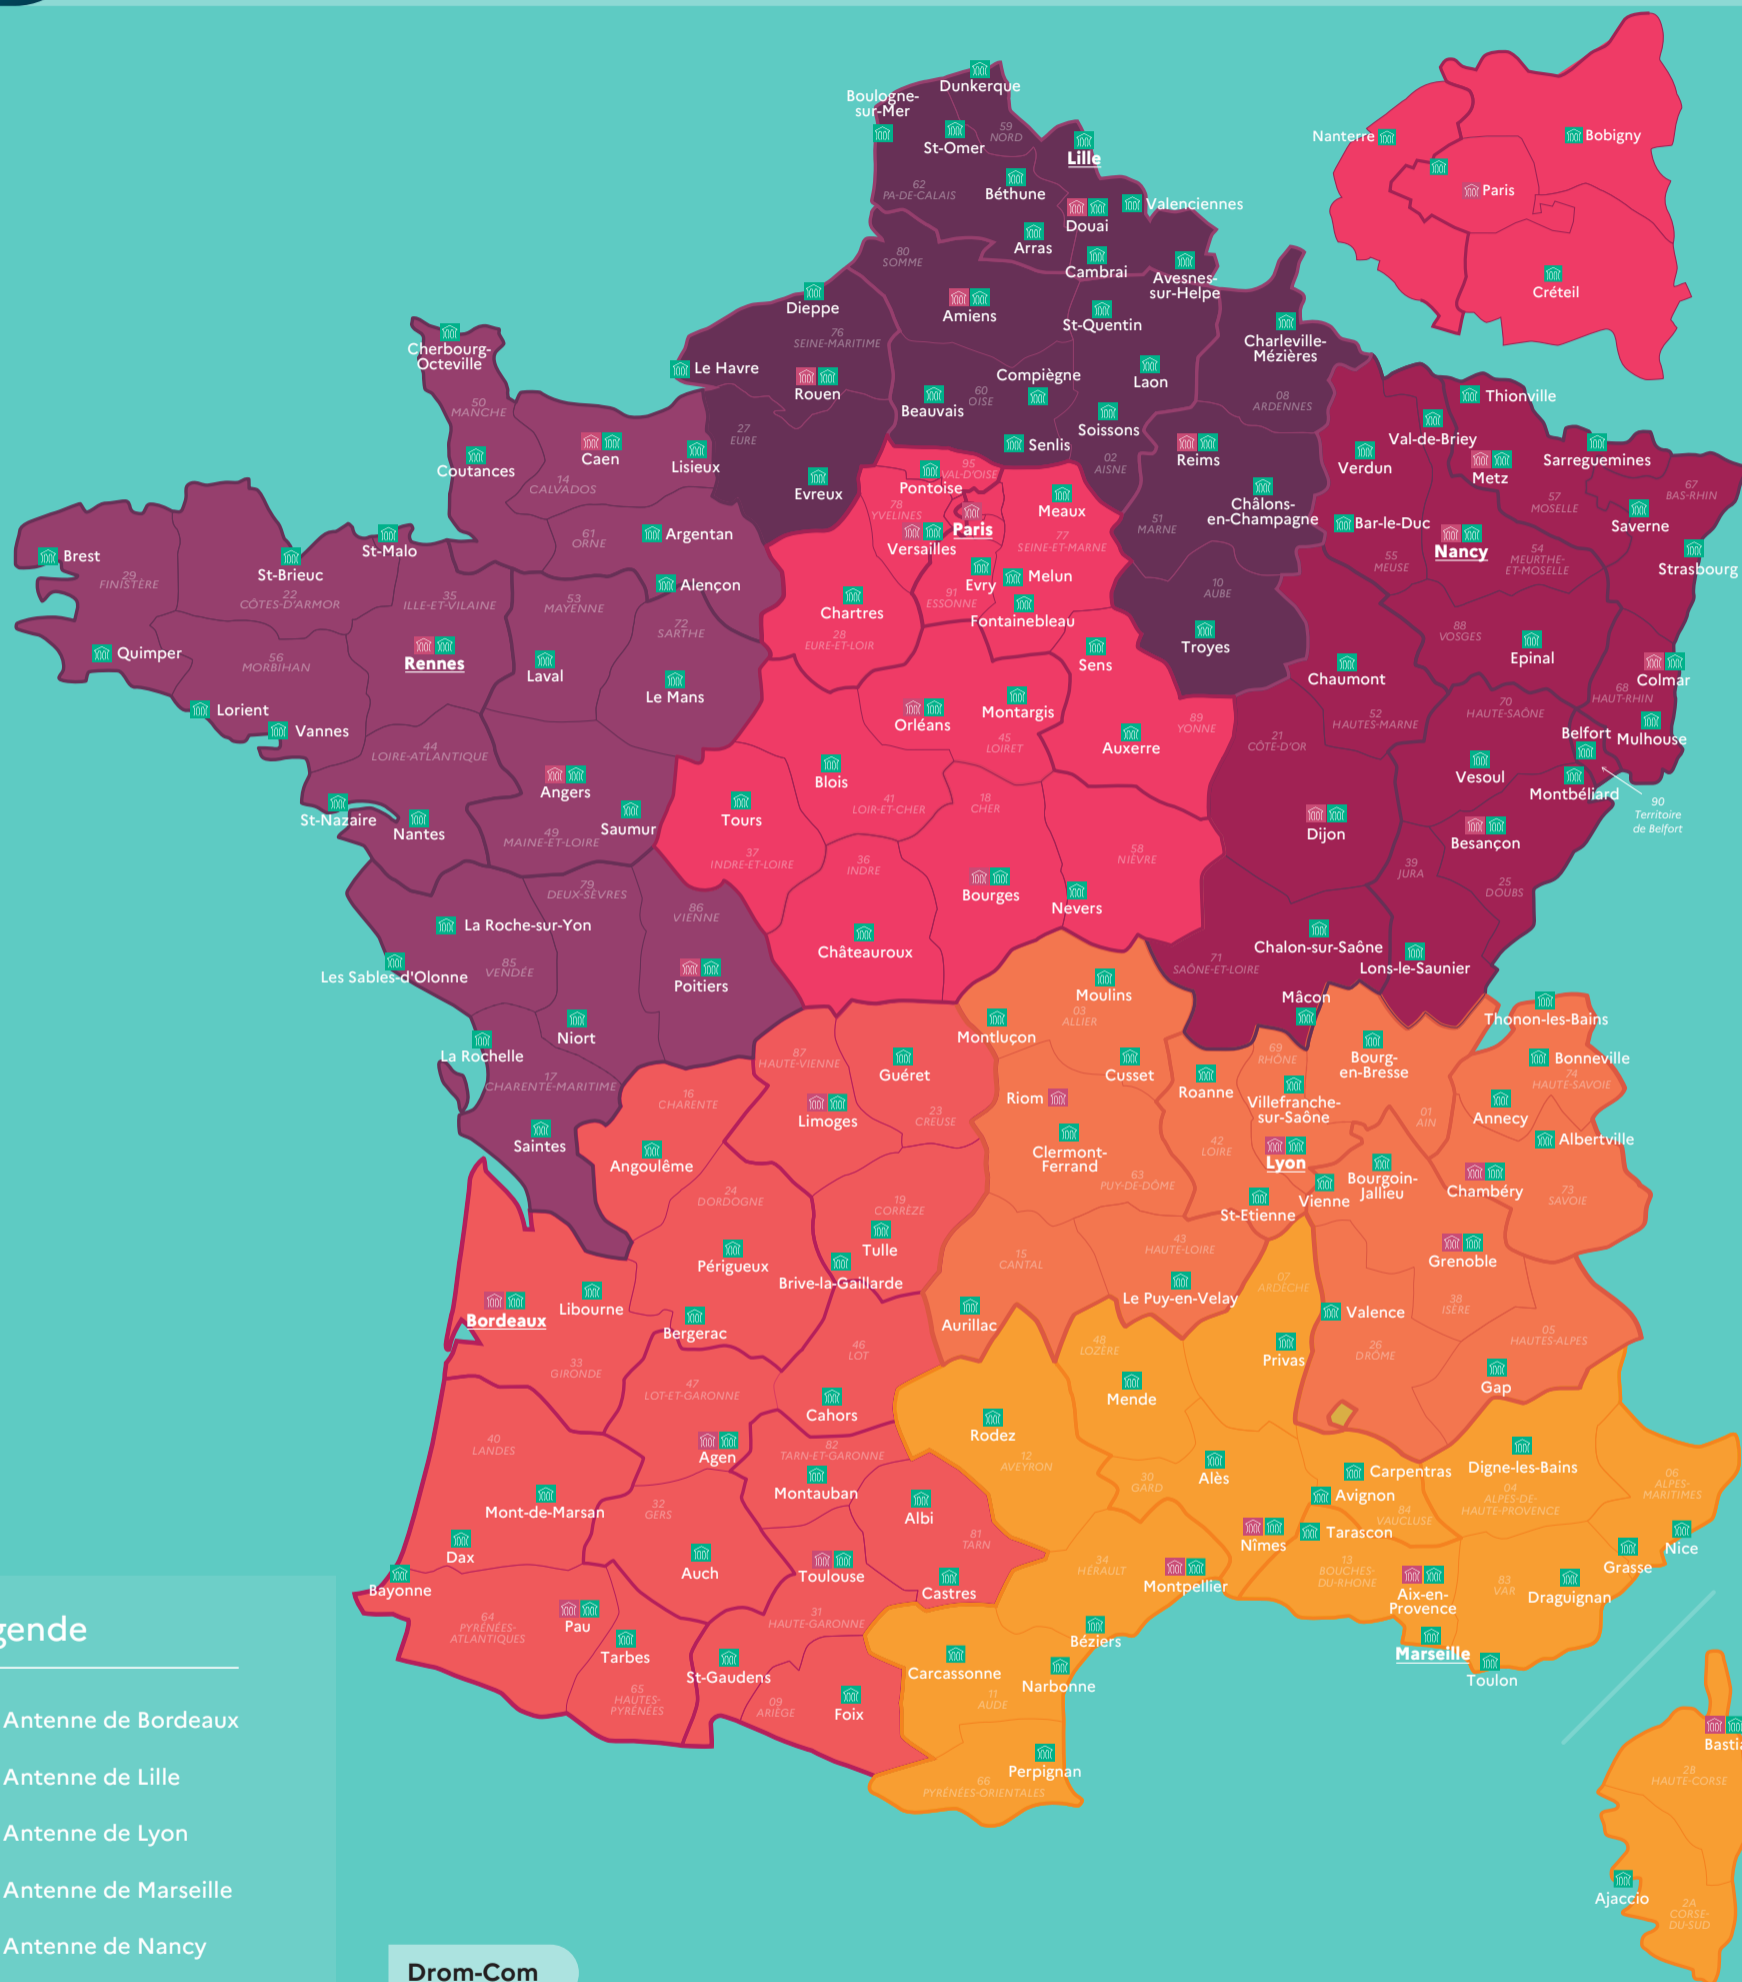 Dunkerque
Boulogne-
sur-Mer
St-Omer
59
NORD
Lille
Nanterre
Bobigny
Paris
Créteil
62
PA-DE-CALAIS
Béthune
Valenciennes
Douai
Arras
Cambrai
Avesnes-
sur-Helpe
80
SOMME
Dieppe
Amiens
St-Quentin
76
SEINE-MARITIME
Charleville-
Mézières
Cherbourg-
Octeville
Le Havre
Rouen
Compiègne
Laon
Beauvais
60
OISE
08
ARDENNES
Thionville
50
MANCHE
Soissons
Val-de-Briey
27
EURE
Caen
Lisieux
Senlis
Reims
Verdun
Metz
Sarreguemines
Coutances
02
AISNE
14
CALVADOS
Evreux
Pontoise
95
VAL-D'OISE
67
BAS-RHIN
57
MOSELLE
Meaux
Châlons-
en-Champagne
78
YVELINES
Paris
Saverne
51
MARNE
Bar-le-Duc
Nancy
61
ORNE
Argentan
Versailles
77
SEINE-ET-MARNE
St-Malo
Brest
St-Brieuc
55
MEUSE
54
MEURTHE-
ET-MOSELLE
Strasbourg
29
FINISTÈRE
Alençon
Evry
Melun
22
CÔTES-D'ARMOR
35
ILLE-ET-VILAINE
53
MAYENNE
10
AUBE
Chartres
91
ESSONNE
Fontainebleau
72
SARTHE
28
EURE-ET-LOIR
88
VOSGES
Quimper
56
MORBIHAN
Rennes
Laval
Sens
Troyes
Epinal
Le Mans
Chaumont
Colmar
68
HAUT-RHIN
Lorient
Orléans
Montargis
52
HAUTES-MARNE
70
HAUTE-SAÔNE
Vannes
89
YONNE
Belfort
Mulhouse
44
LOIRE-ATLANTIQUE
45
LOIRET
Auxerre
21
CÔTE-D'OR
Blois
Vesoul
Angers
Montbéliard
90
Territoire
de Belfort
St-Nazaire
Nantes
Saumur
Tours
41
LOIR-ET-CHER
18
CHER
Dijon
Besançon
49
MAINE-ET-LOIRE
37
INDRE-ET-LOIRE
36
INDRE
58
NIÈVRE
39
JURA
25
DOUBS
79
DEUX-SÈVRES
86
VIENNE
Bourges
Nevers
La Roche-sur-Yon
Châteauroux
Chalon-sur-Saône
Lons-le-Saunier
Les Sables-d'Olonne
85
VENDÉE
Poitiers
71
SAÔNE-ET-LOIRE
Moulins
Mâcon
03
ALLIER
Niort
Montluçon
Thonon-les-Bains
La Rochelle
87
HAUTE-VIENNE
Guéret
Cusset
69
RHÔNE
Bourg-
en-Bresse
Bonneville
74
HAUTE-SAVOIE
17
CHARENTE-MARITIME
16
CHARENTE
Riom
Roanne
Villefranche-
sur-Saône
Annecy
Limoges
23
CREUSE
01
AIN
Saintes
Angoulême
Clermont-
Ferrand
42
LOIRE
Lyon
Albertville
63
PUY-DE-DÔME
Vienne
Bourgoin-
Jallieu
Chambéry
73
SAVOIE
24
DORDOGNE
19
CORRÈZE
St-Etienne
Tulle
43
HAUTE-LOIRE
Périgueux
15
CANTAL
Grenoble
Brive-la-Gaillarde
07
ARDÈCHE
Bordeaux
Libourne
Le Puy-en-Velay
Valence
38
ISÈRE
Bergerac
Aurillac
05
HAUTES-ALPES
46
LOT
48
LOZÈRE
26
DRÔME
33
GIRONDE
Privas
Gap
47
LOT-ET-GARONNE
Mende
Cahors
Rodez
40
LANDES
Agen
82
TARN-ET-GARONNE
12
AVEYRON
Alès
Carpentras
Digne-les-Bains
30
GARD
Montauban
Avignon
04
ALPES-DE-
HAUTE-PROVENCE
06
ALPES-
MARITIMES
Mont-de-Marsan
32
GERS
Albi
84
VAUCLUSE
81
TARN
Nîmes
Tarascon
Dax
Nice
Auch
Toulouse
34
HÉRAULT
13
BOUCHES-
DU-RHONE
Grasse
Bayonne
Castres
Montpellier
Aix-en-
Provence
83
VAR
Draguignan
64
PYRÉNÉES-
ATLANTIQUES
Pau
31
HAUTE-GARONNE
Béziers
Marseille
Tarbes
St-Gaudens
Carcassonne
Narbonne
Toulon
65
HAUTES-
PYRÉNÉES
09
ARIÈGE
Foix
11
AUDE
Perpignan
66
PYRÉNÉES-ORIENTALES
Bastia
2B
HAUTE-CORSE
Ajaccio
2A
CORSE-
DU-SUD
gende
Antenne de Bordeaux
Antenne de Lille
Antenne de Lyon
Antenne de Marseille
Antenne de Nancy
Drom-Com